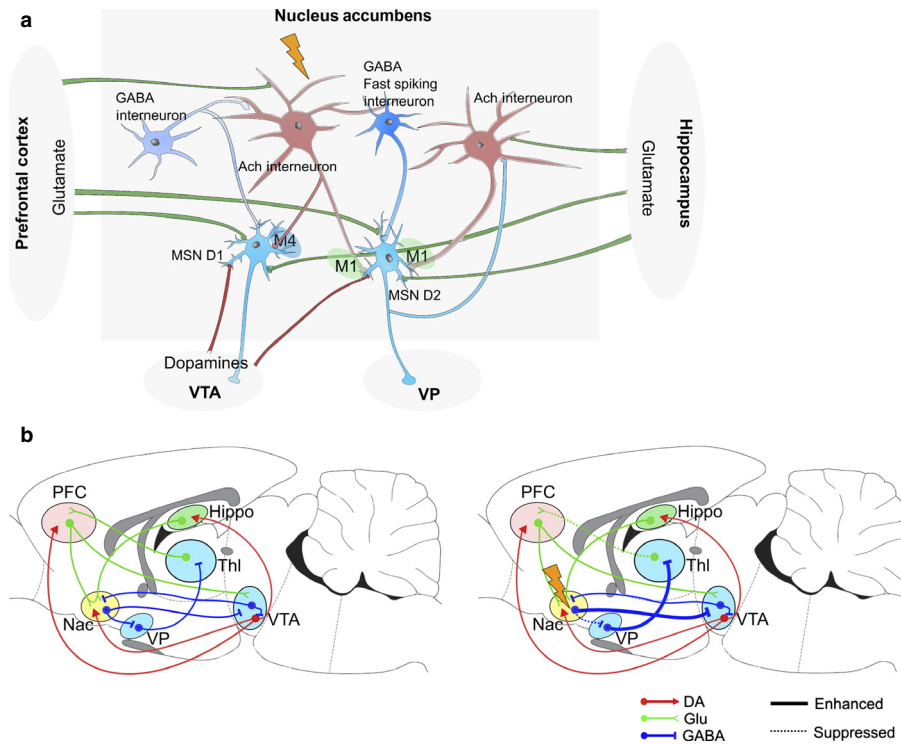 a
Nucleus accumbens
Prefrontal cortex
Glutamate
GABA
interneuron
Ach interneuron
GABA
Fast spiking
interneuron
Ach interneuron
Glutamate
Hippocampus
MSN D1
M4
M1
M1
MSN D2
Dopamines
VTA
VP
b
PFC
Hippo
Thl
Nac
VP
VTA
PFC
Hippo
Thl
Nac
VP
VTA
DA
Glu
GABA
Enhanced
Suppressed